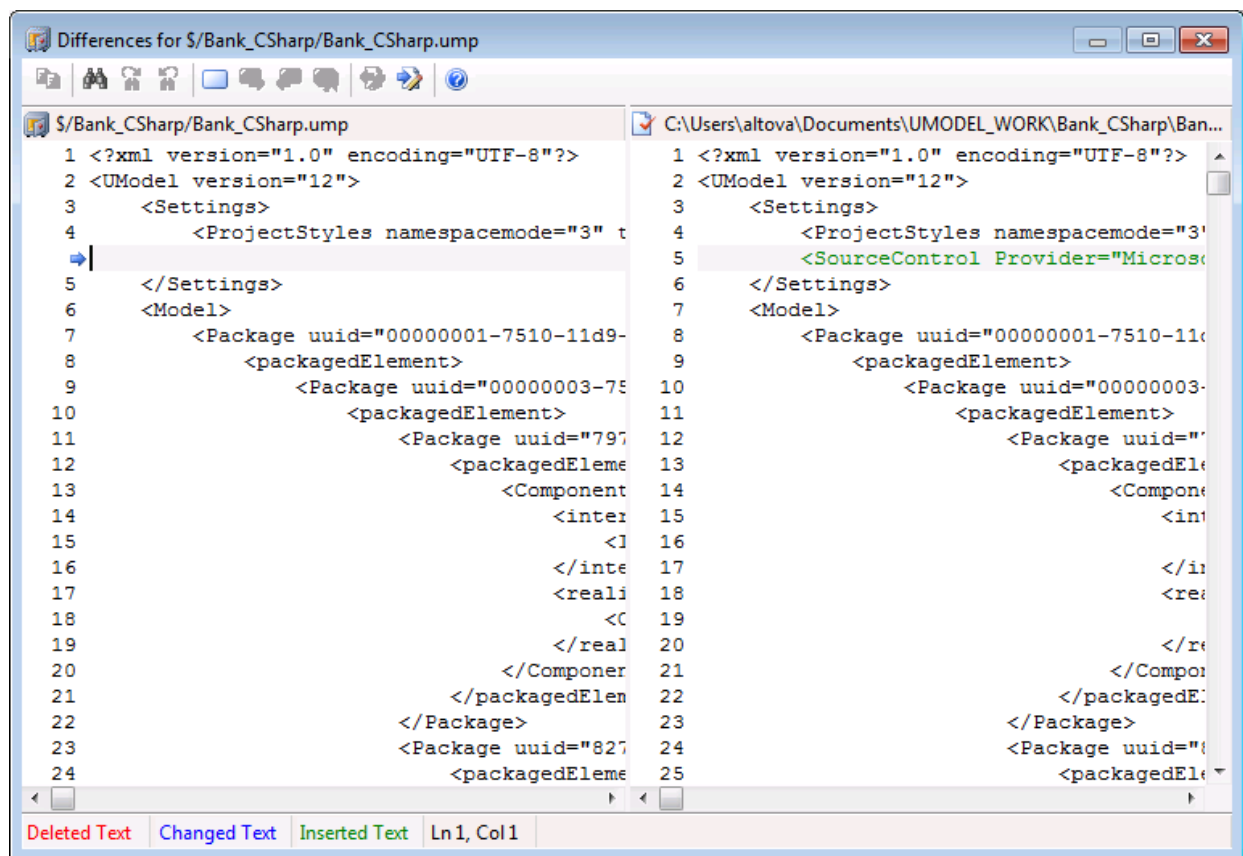 Differences for $/Bank_CSharp/Bank_CSharp.ump
$/Bank_CSharp/Bank_CSharp.ump
1 <?xml version="1.0" encoding="UTF-8"?>
2 <UModel version="12">
3 <Settings>
4 <ProjectStyles namespacemode="3" t
5 </Settings>
6 <Model>
7 <Package uuid="00000001-7510-11d9-
8 <packagedElement>
9 <Package uuid="00000003-75
10 <packagedElement>
11 <Package uuid="797
12 <packagedEleme
13 <Component
14 <inter
15 <I
16 </inte
17 <reali
18 <C
19 </real
20 </Componen
21 </packagedElem
22 </Package>
23 <Package uuid="827
24 <packagedEleme
C:\Users\altova\Documents\UMODEL_WORK\Bank_CSharp\Ban...
1 <?xml version="1.0" encoding="UTF-8"?>
2 <UModel version="12">
3 <Settings>
4 <ProjectStyles namespacemode="3"
5 <SourceControl Provider="Microso
6 </Settings>
7 <Model>
8 <Package uuid="00000001-7510-11d
9 <packagedElement>
10 <Package uuid="00000003-
11 <packagedElement>
12 <Package uuid="7
13 <packagedEle
14 <Compone
15 <int
16
17 </in
18 <rea
19
20 </re
21 </Compon
22 </packagedEl
23 </Package>
24 <Package uuid="8
25 <packagedEle
Deleted Text Changed Text Inserted Text Ln 1, Col 1